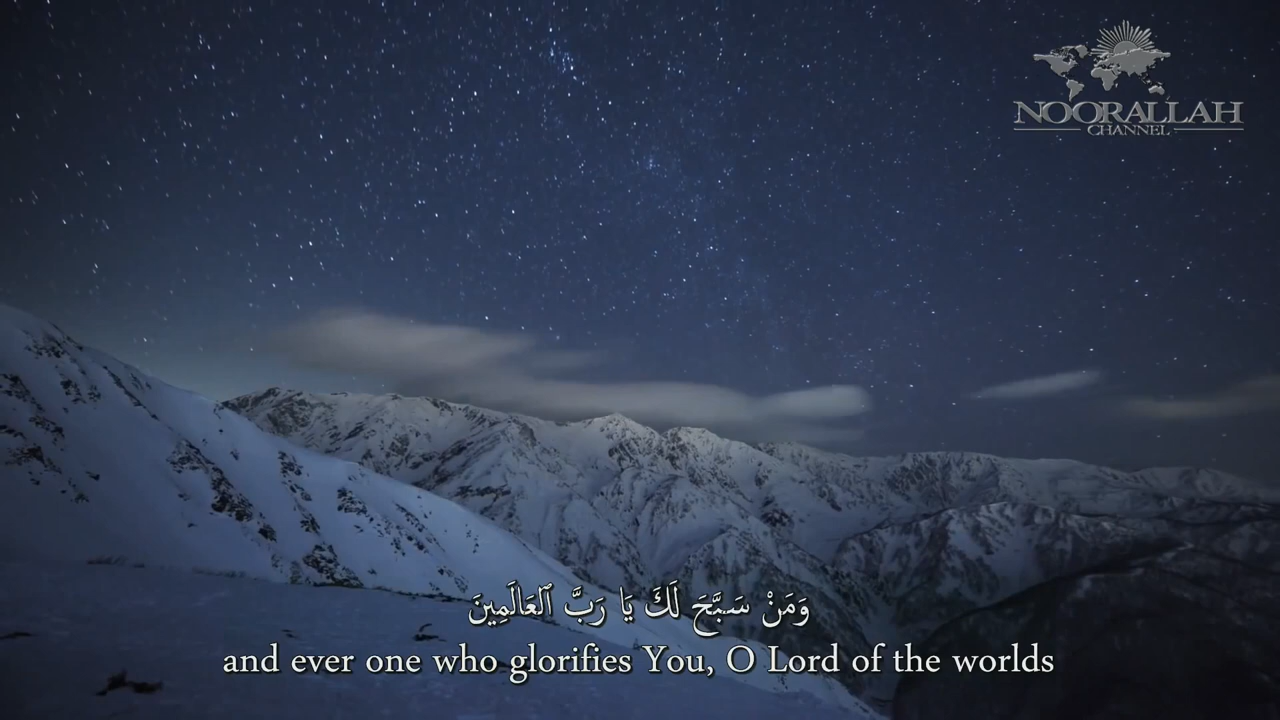 NOORALLAH
CHANNEL
وَمَنْ سَبَّحَ لَكَ يَا رَبَّ ٱلعَالَمِينَ
and ever one who glorifies You, O Lord of the worlds